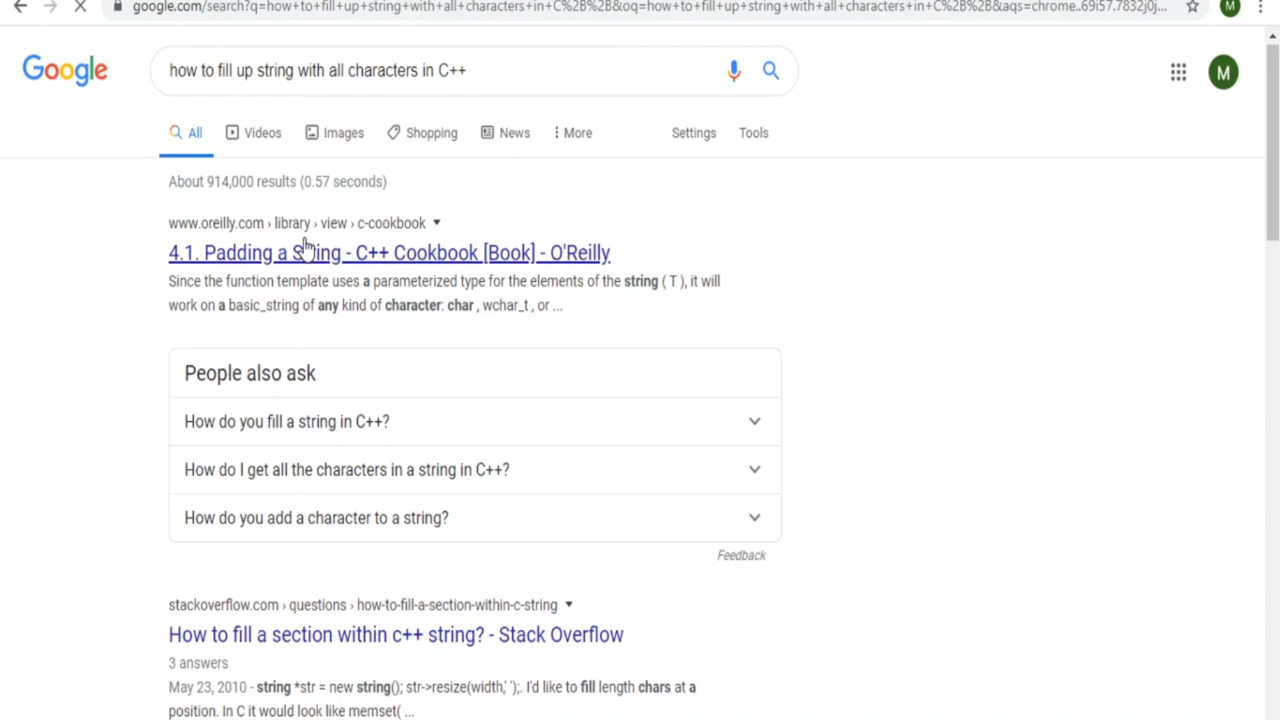 google.com/search?q=how+to+fill+up+string+with+all+characters+in+C%2B%2B&oq=how+to+fill+up+string+with+all+characters+in+C%2B%2B&aqs=chrome..69i57.7832j0j...
M
Google
how to fill up string with all characters in C++
M
All Videos Images Shopping News More Settings Tools
About 914,000 results (0.57 seconds)
www.oreilly.com › library › view › c-cookbook
4.1. Padding a String - C++ Cookbook [Book] - O'Reilly
Since the function template uses a parameterized type for the elements of the string ( T ), it will
work on a basic_string of any kind of character: char , wchar_t , or ...
People also ask
How do you fill a string in C++?
How do I get all the characters in a string in C++?
How do you add a character to a string?
Feedback
stackoverflow.com › questions › how-to-fill-a-section-within-c-string
How to fill a section within c++ string? - Stack Overflow
3 answers
May 23, 2010 - string *str = new string(); str->resize(width,' ');. I'd like to fill length chars at a
position. In C it would look like memset( ...